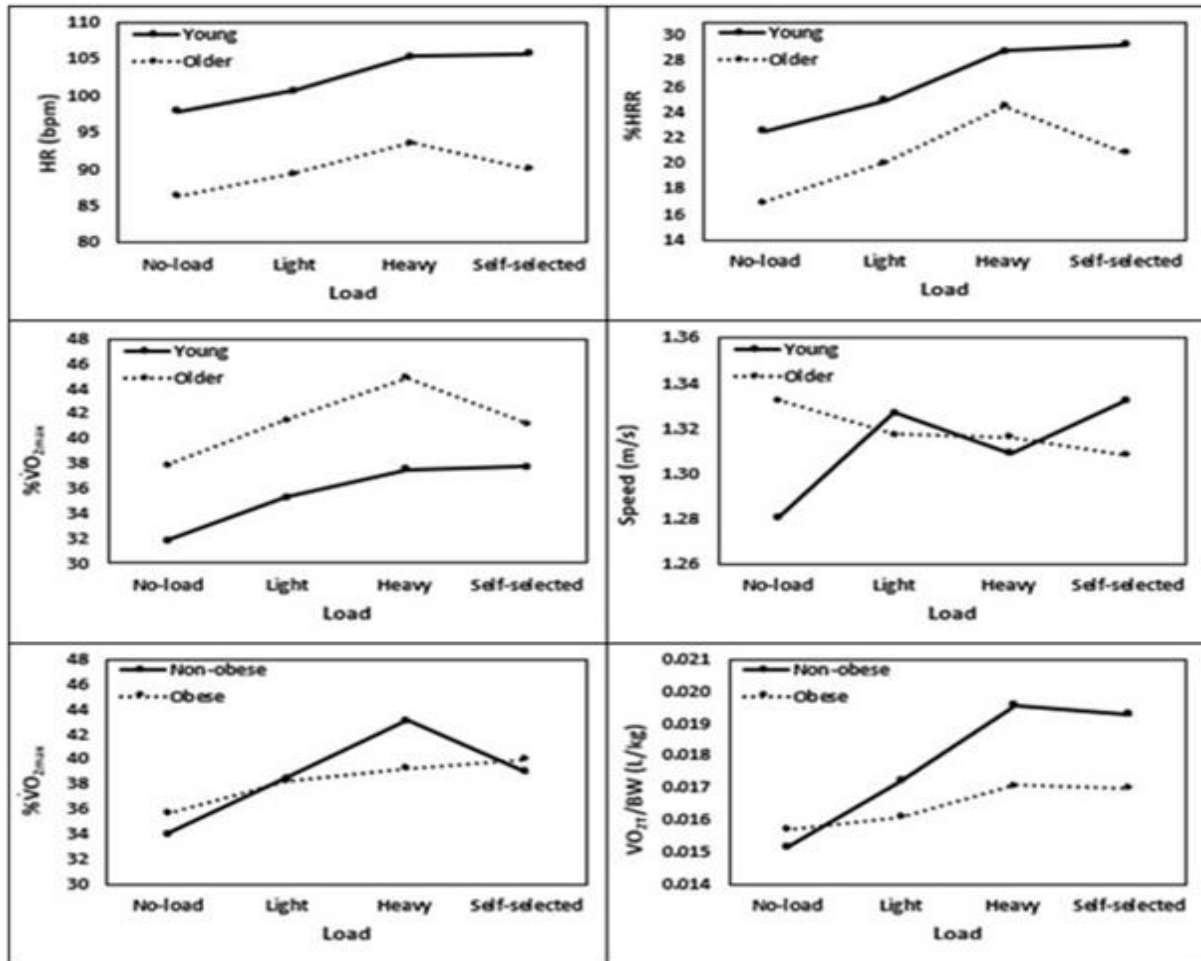 110
105
100
95
90
85
80
HR (bpm)
Young
Older
No-load Light Heavy Self-selected
Load
30
28
26
24
22
20
18
16
14
%HRR
Young
Older
No-load Light Heavy Self-selected
Load
48
46
44
42
40
38
36
34
32
30
%V̇O₂max
Young
Older
No-load Light Heavy Self-selected
Load
1.36
1.34
1.32
1.30
1.28
1.26
Speed (m/s)
Young
Older
No-load Light Heavy Self-selected
Load
48
46
44
42
40
38
36
34
32
30
%V̇O₂max
Non-obese
Obese
No-load Light Heavy Self-selected
Load
0.021
0.020
0.019
0.018
0.017
0.016
0.015
0.014
VO₂T/BW (L/kg)
Non-obese
Obese
No-load Light Heavy Self-selected
Load